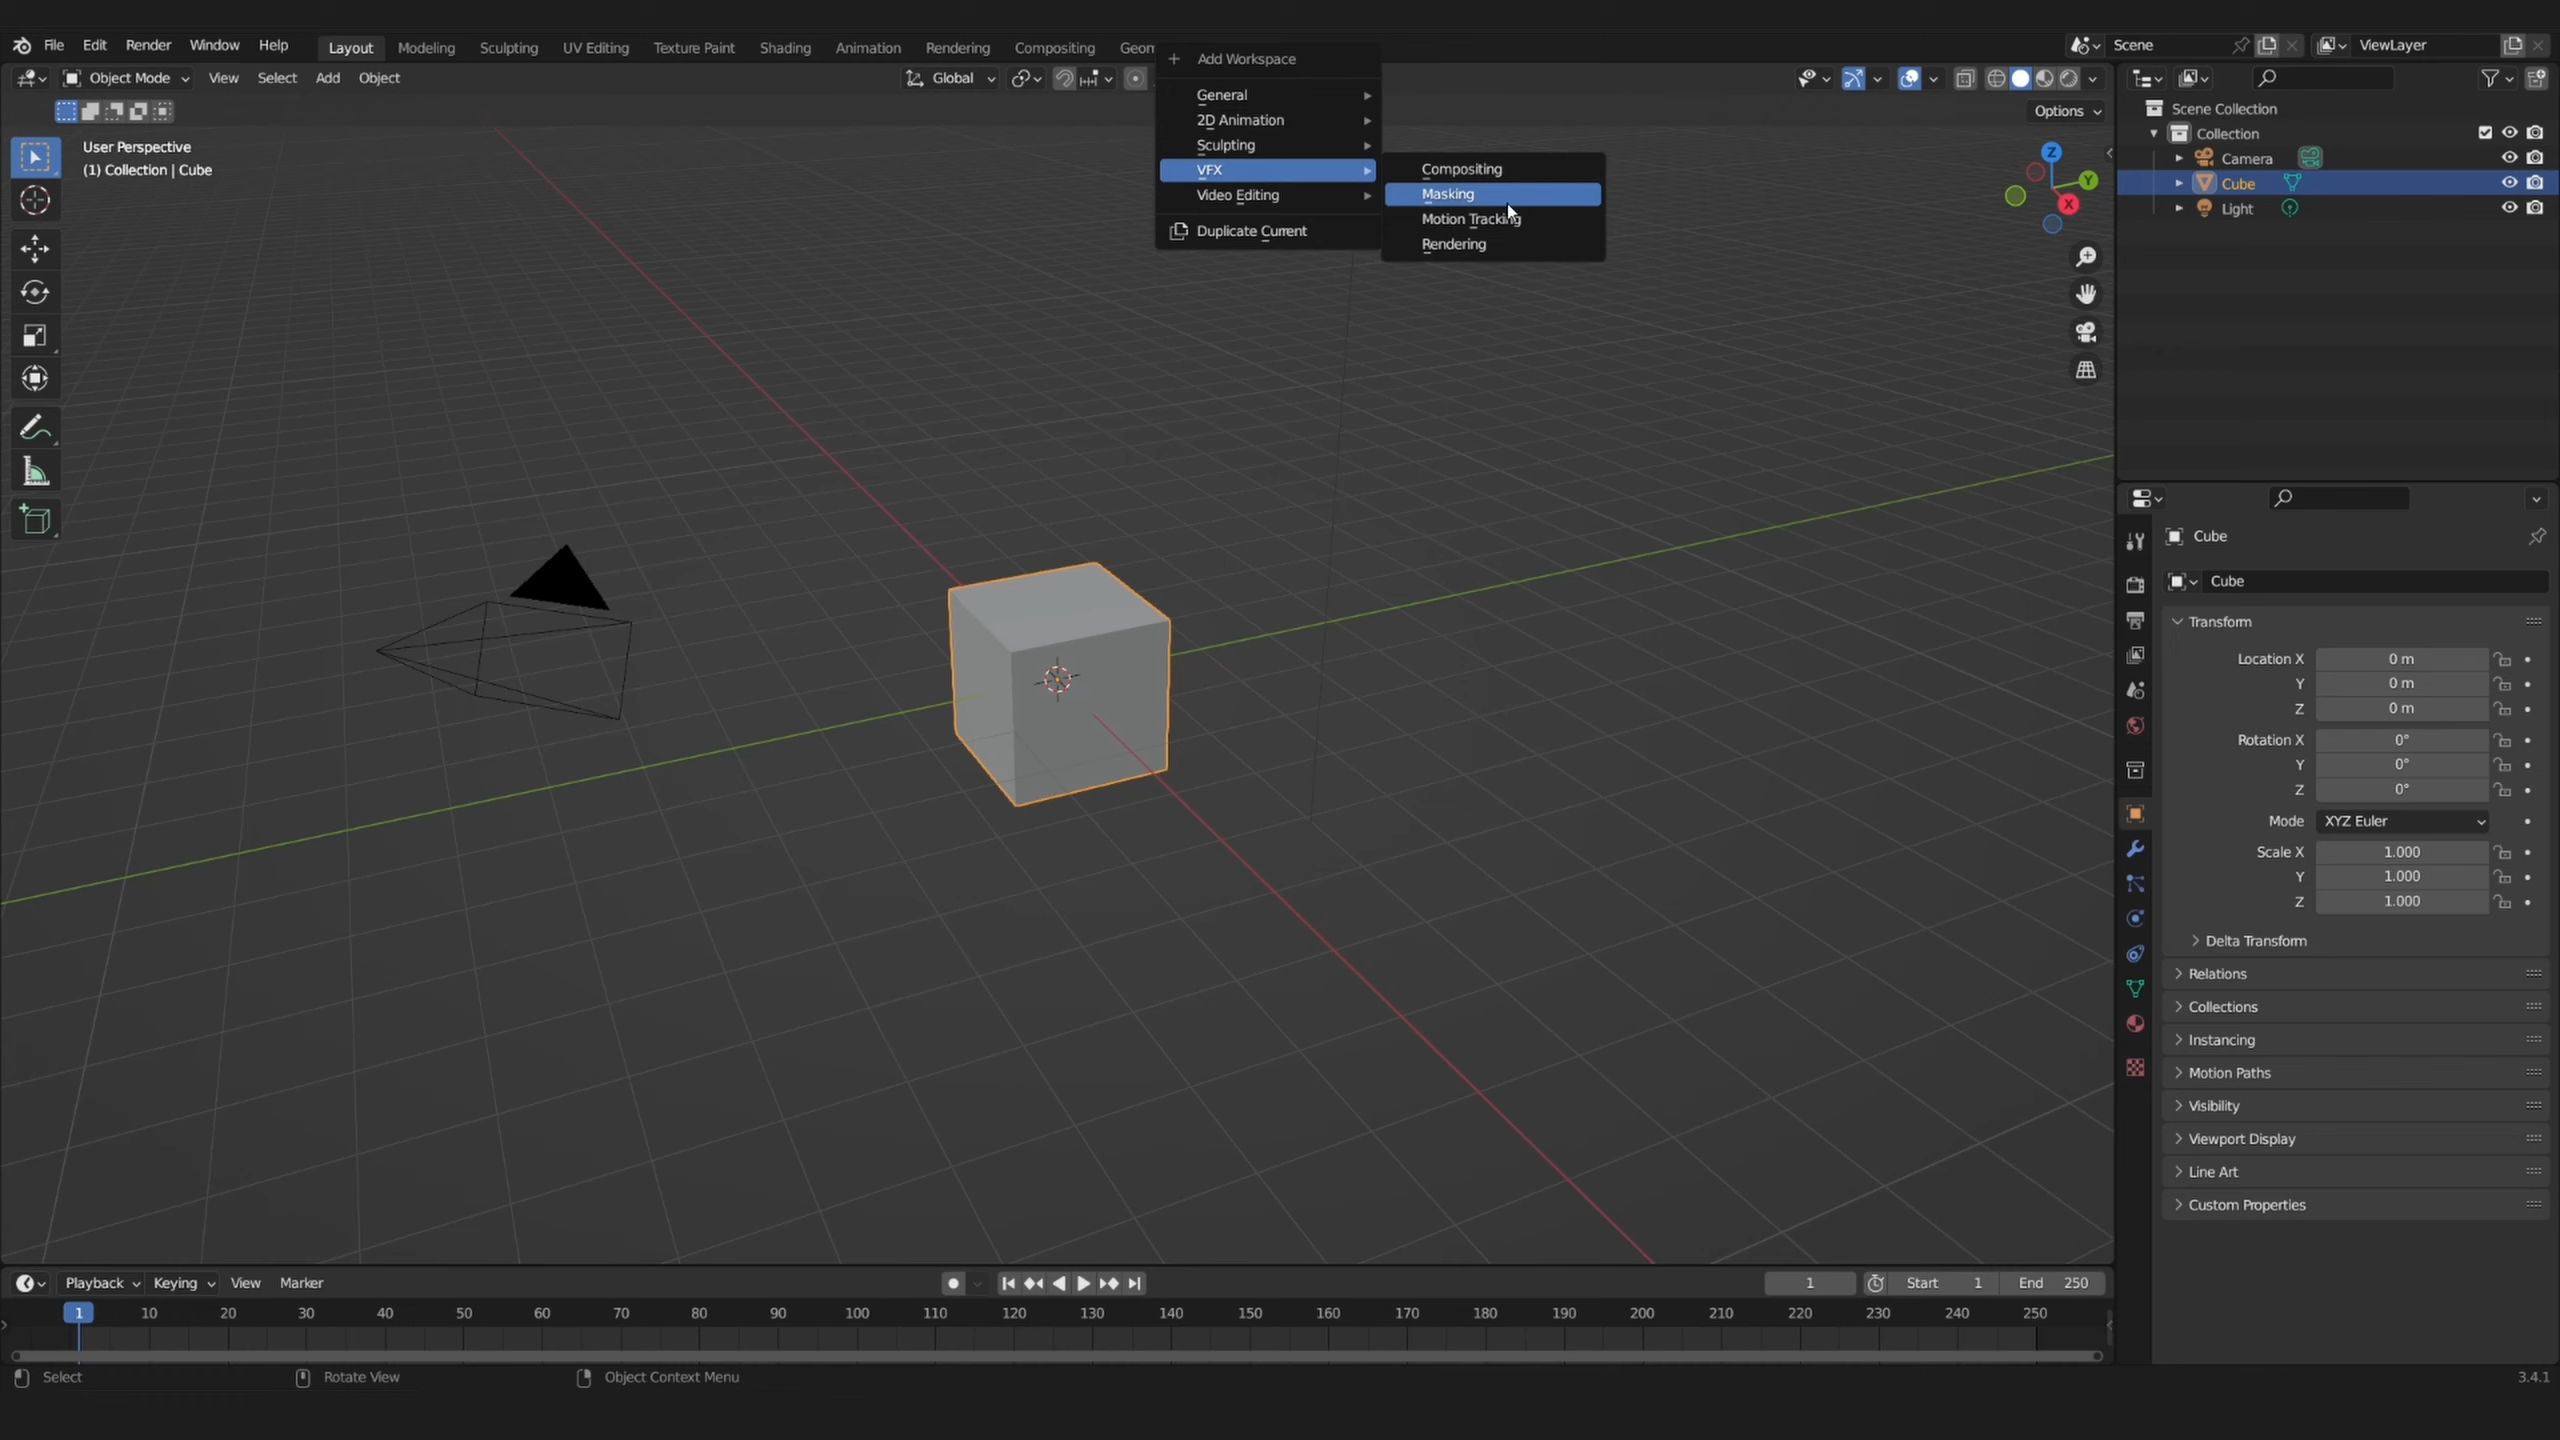 File Edit Render Window Help Layout Modeling Sculpting UV Editing Texture Paint Shading Animation Rendering Compositing Geom
Scene ViewLayer
Object Mode View Select Add Object Global
Options
User Perspective
(1) Collection | Cube
Add Workspace
General
2D Animation
Sculpting
VFX
Video Editing
Duplicate Current
Compositing
Masking
Motion Tracking
Rendering
Z
Y
X
Scene Collection
Collection
Camera
Cube
Light
Cube
Cube
Transform
Location X 0 m
Y 0 m
Z 0 m
Rotation X 0°
Y 0°
Z 0°
Mode XYZ Euler
Scale X 1.000
Y 1.000
Z 1.000
Delta Transform
Relations
Collections
Instancing
Motion Paths
Visibility
Viewport Display
Line Art
Custom Properties
Playback Keying View Marker 1 Start 1 End 250
1 10 20 30 40 50 60 70 80 90 100 110 120 130 140 150 160 170 180 190 200 210 220 230 240 250
Select Rotate View Object Context Menu 3.4.1